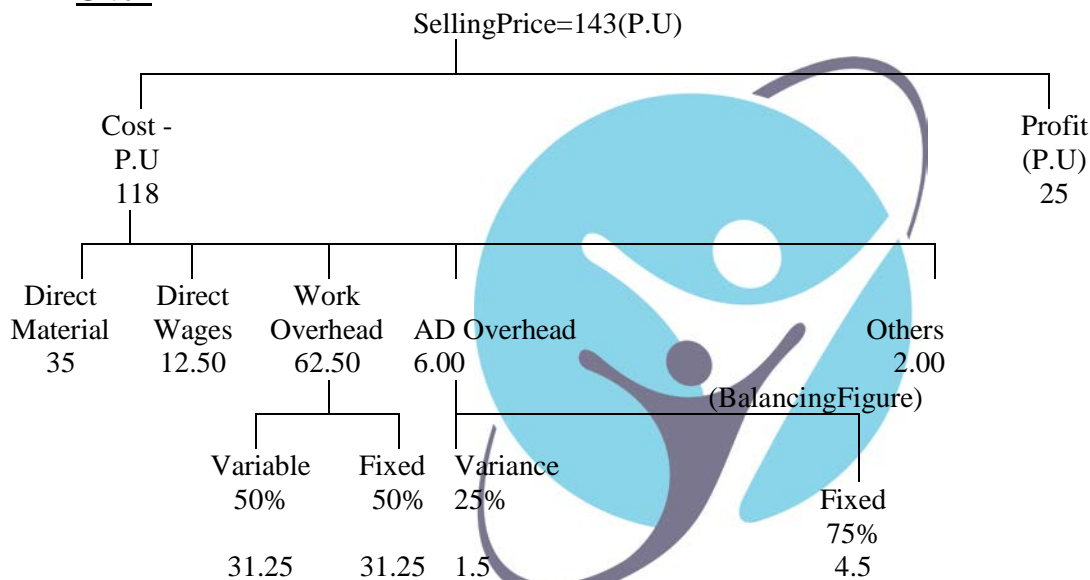 SellingPrice=143(P.U)
Cost -
P.U
118
Profit
(P.U)
25
Direct
Material
35
Direct
Wages
12.50
Work
Overhead
62.50
AD Overhead
6.00
Others
2.00
(BalancingFigure)
Variable
50%
31.25
Fixed
50%
31.25
Variance
25%
1.5
Fixed
75%
4.5